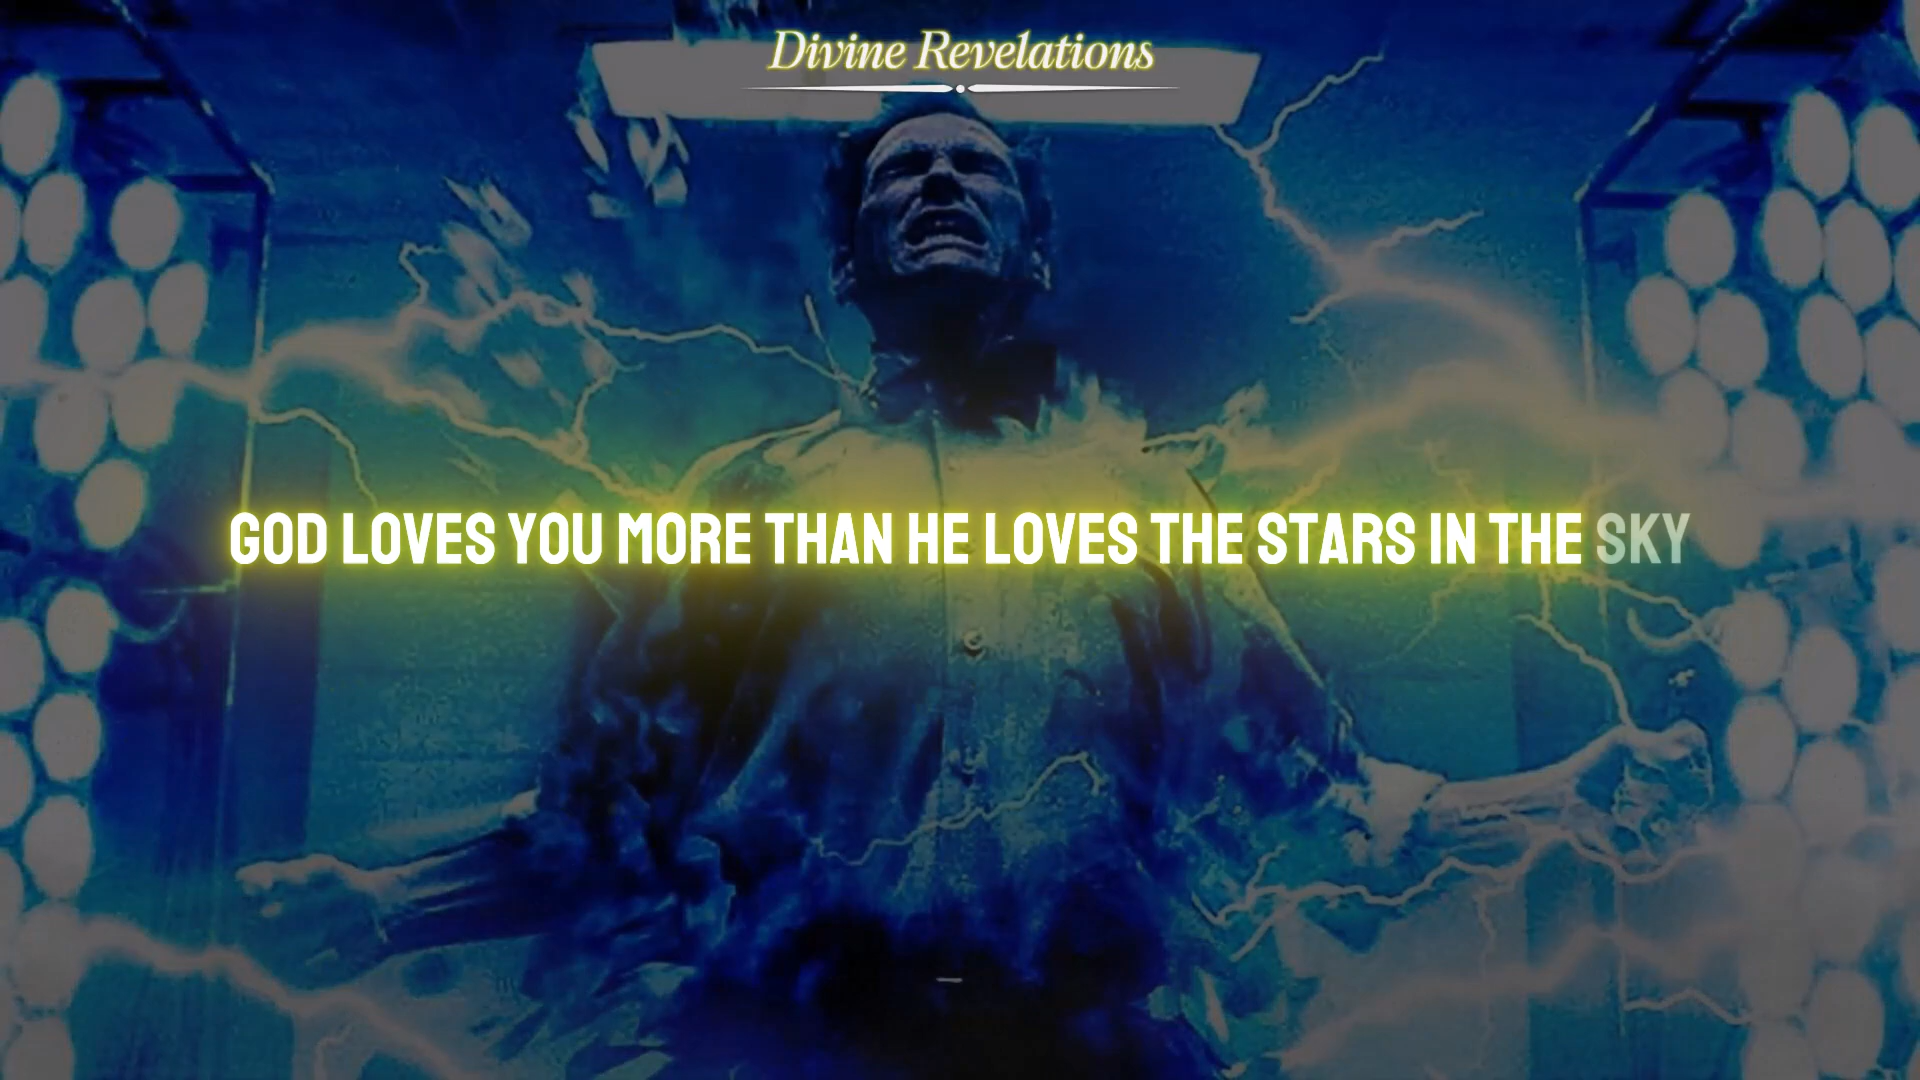 Divine Revelations
GOD LOVES YOU MORE THAN HE LOVES THE STARS IN THE SKY